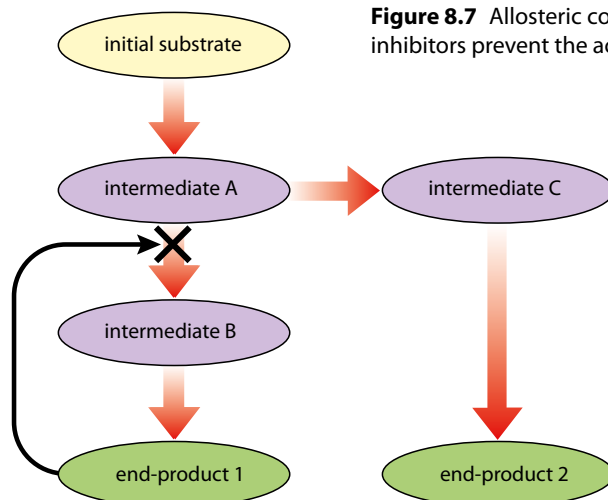 Figure 8.7 Allosteric co
inhibitors prevent the a
initial substrate
intermediate A
intermediate C
intermediate B
end-product 1
end-product 2